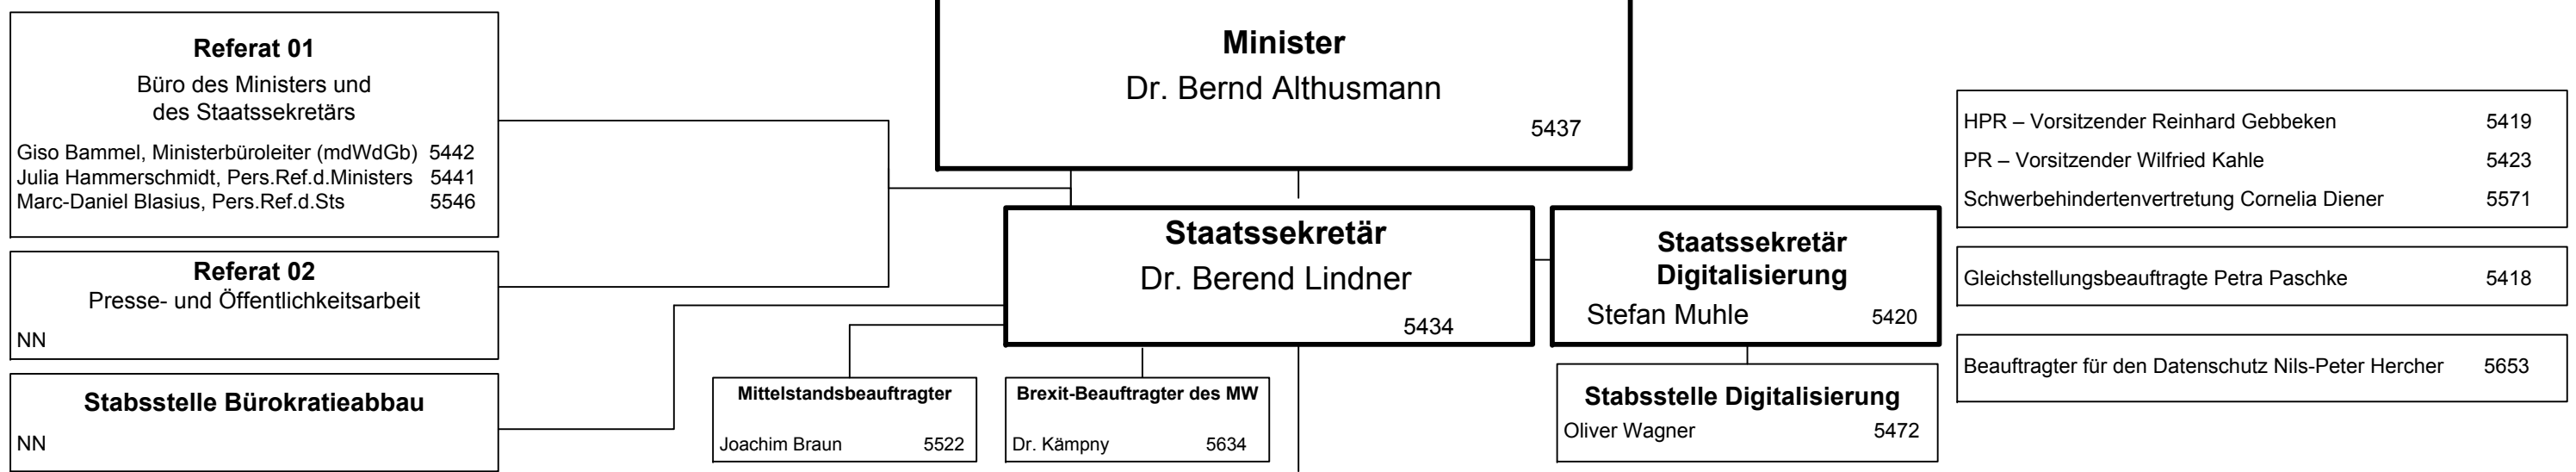 Referat 01
Büro des Ministers und
des Staatssekretärs
Giso Bammel, Ministerbüroleiter (mdWdGb) 5442
Julia Hammerschmidt, Pers.Ref.d.Ministers 5441
Marc-Daniel Blasius, Pers.Ref.d.Sts 5546
Referat 02
Presse- und Öffentlichkeitsarbeit
NN
Stabsstelle Bürokratieabbau
NN
Minister
Dr. Bernd Althusmann
5437
Staatssekretär
Dr. Berend Lindner
5434
Mittelstandsbeauftragter
Joachim Braun 5522
Brexit-Beauftragter des MW
Dr. Kämpny 5634
Staatssekretär
Digitalisierung
Stefan Muhle 5420
Stabsstelle Digitalisierung
Oliver Wagner 5472
HPR – Vorsitzender Reinhard Gebbeken 5419
PR – Vorsitzender Wilfried Kahle 5423
Schwerbehindertenvertretung Cornelia Diener 5571
Gleichstellungsbeauftragte Petra Paschke 5418
Beauftragter für den Datenschutz Nils-Peter Hercher 5653